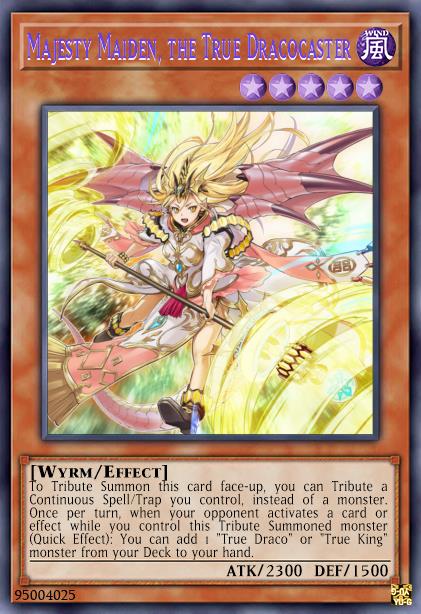 MAJESTY MAIDEN, THE TRUE DRACOCASTER
WIND
風
[WYRM/EFFECT]
To Tribute Summon this card face-up, you can Tribute a
Continuous Spell/Trap you control, instead of a monster.
Once per turn, when your opponent activates a card or
effect while you control this Tribute Summoned monster
(Quick Effect): You can add 1 "True Draco" or "True King"
monster from your Deck to your hand.
ATK/2300 DEF/1500
95004025